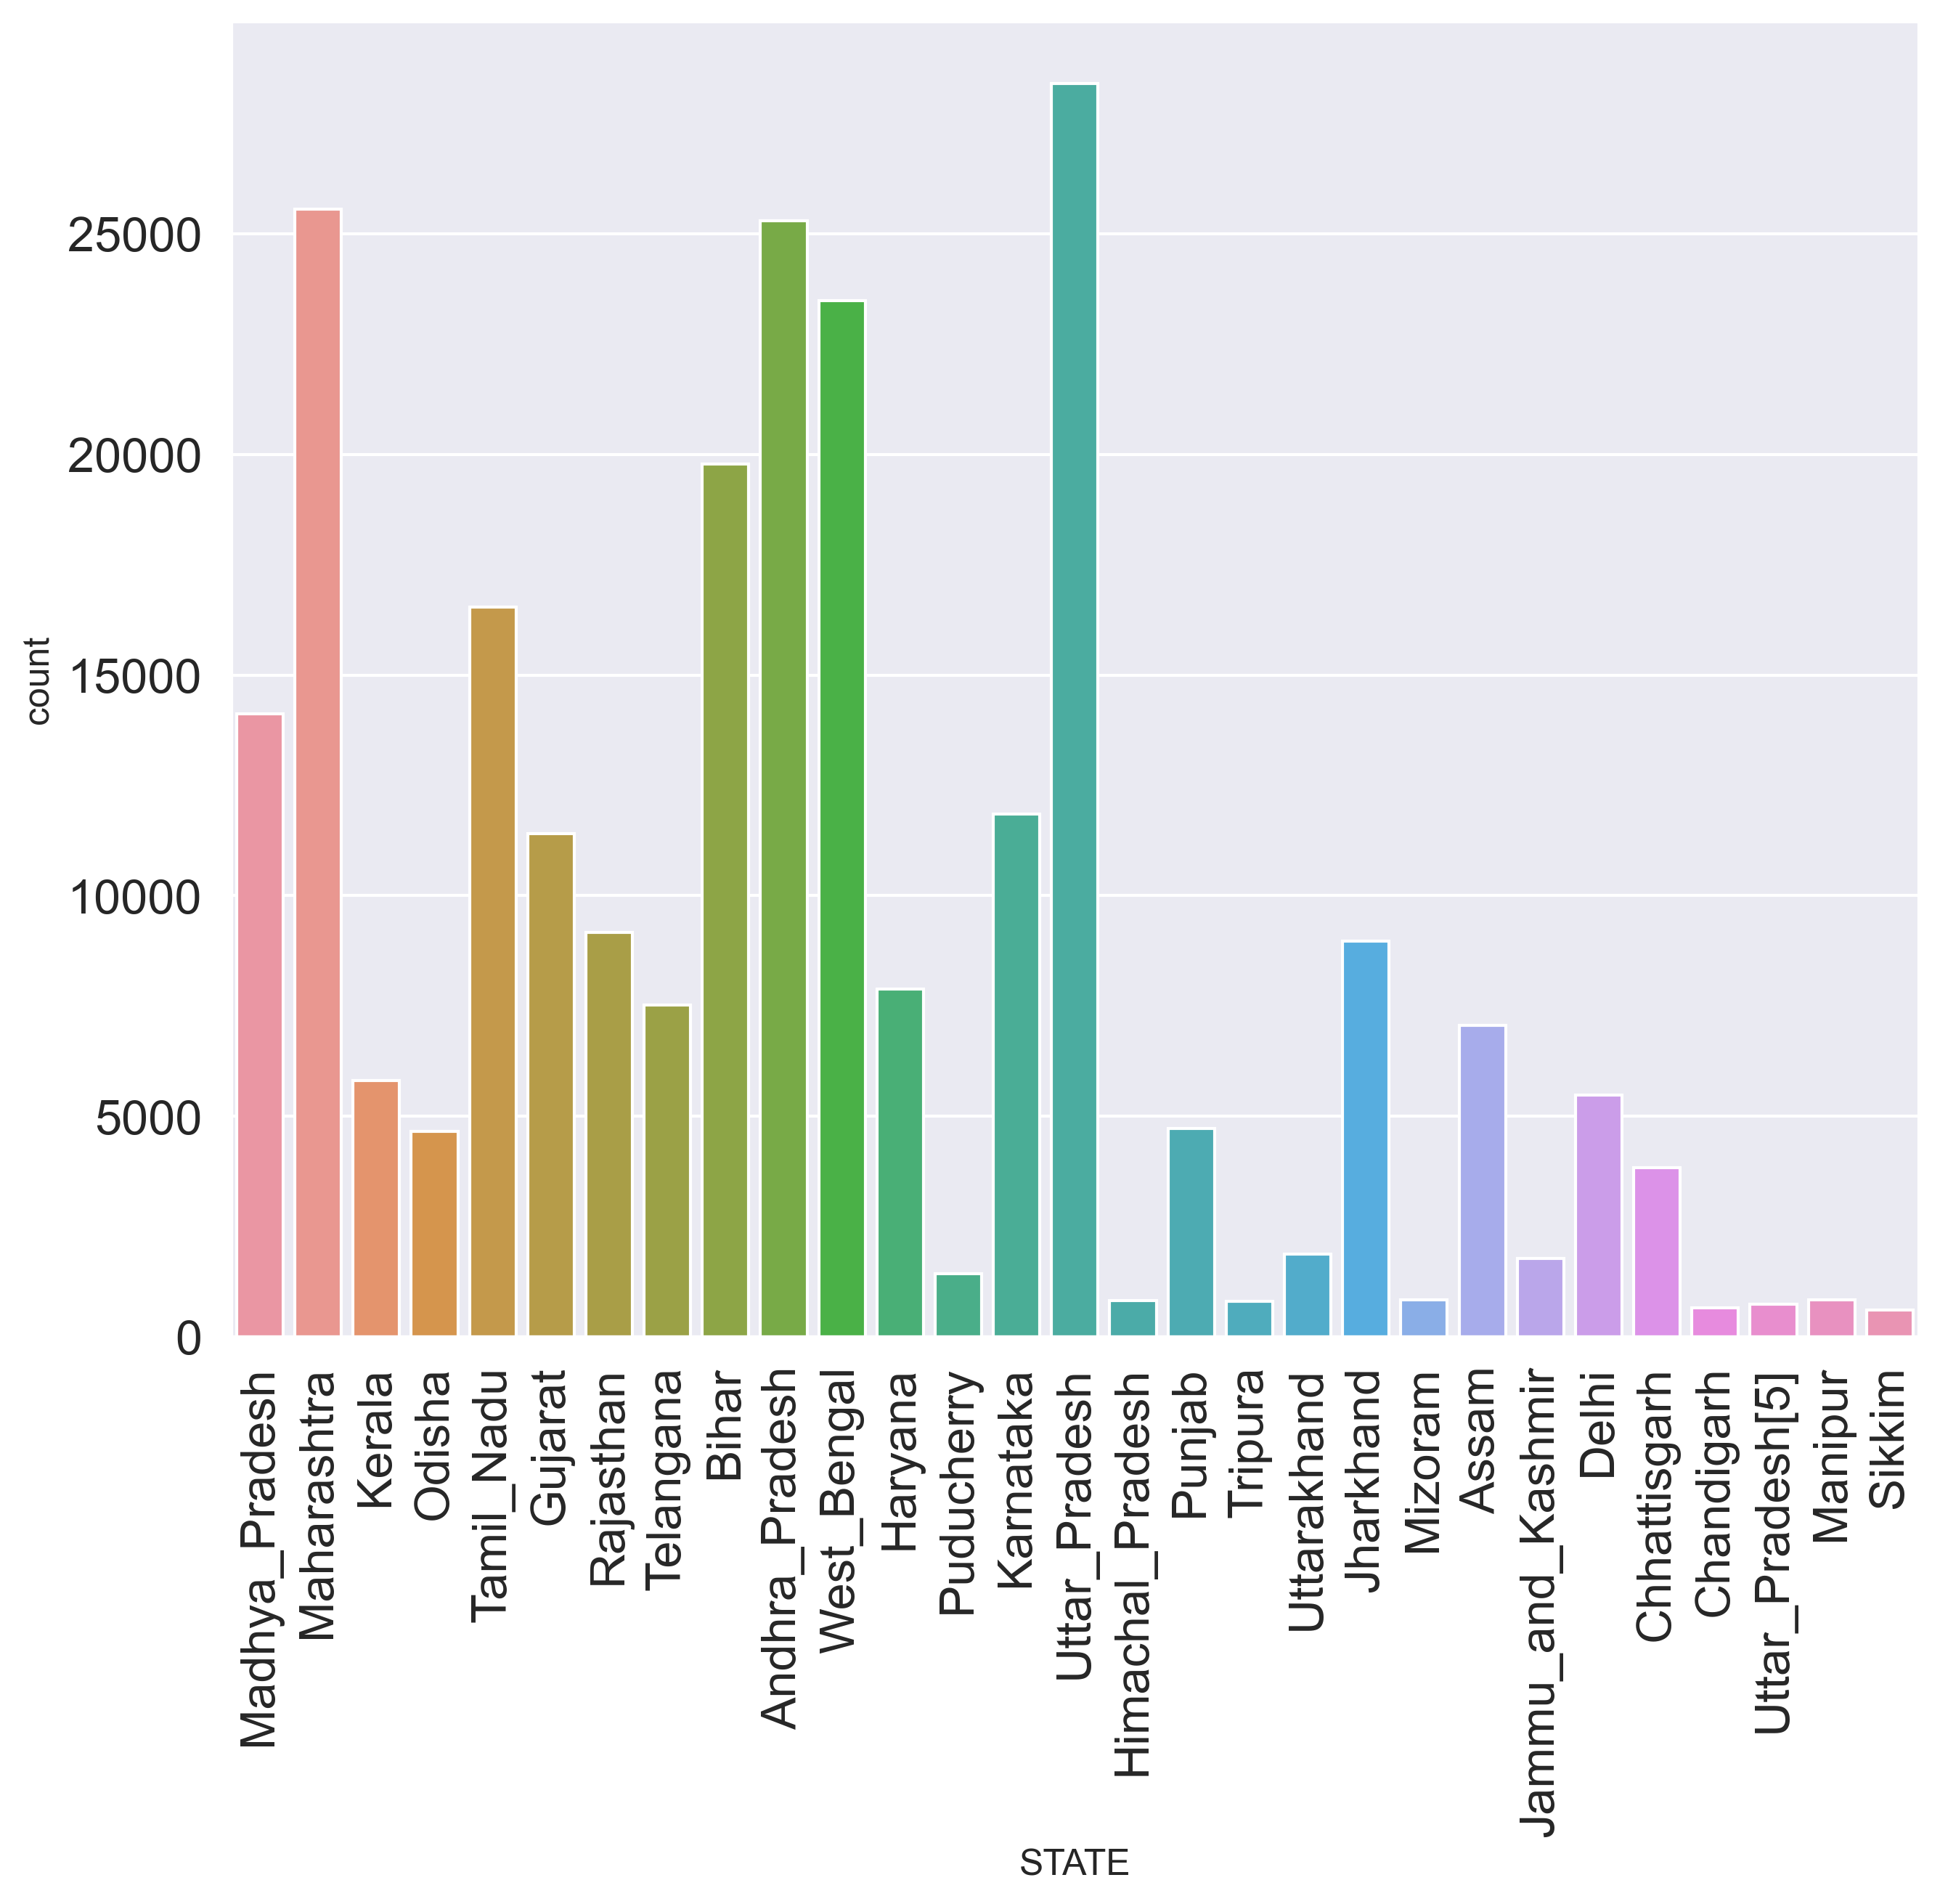 25000
20000
15000
10000
5000
0
count
Madhya_Pradesh
Maharashtra
Kerala
Odisha
Tamil_Nadu
Gujarat
Rajasthan
Telangana
Bihar
Andhra_Pradesh
West_Bengal
Haryana
Puducherry
Karnataka
Uttar_Pradesh
Himachal_Pradesh
Punjab
Tripura
Uttarakhand
Jharkhand
Mizoram
Assam
Jammu_and_Kashmir
Delhi
Chhattisgarh
Chandigarh
Uttar_Pradesh[5]
Manipur
Sikkim
STATE